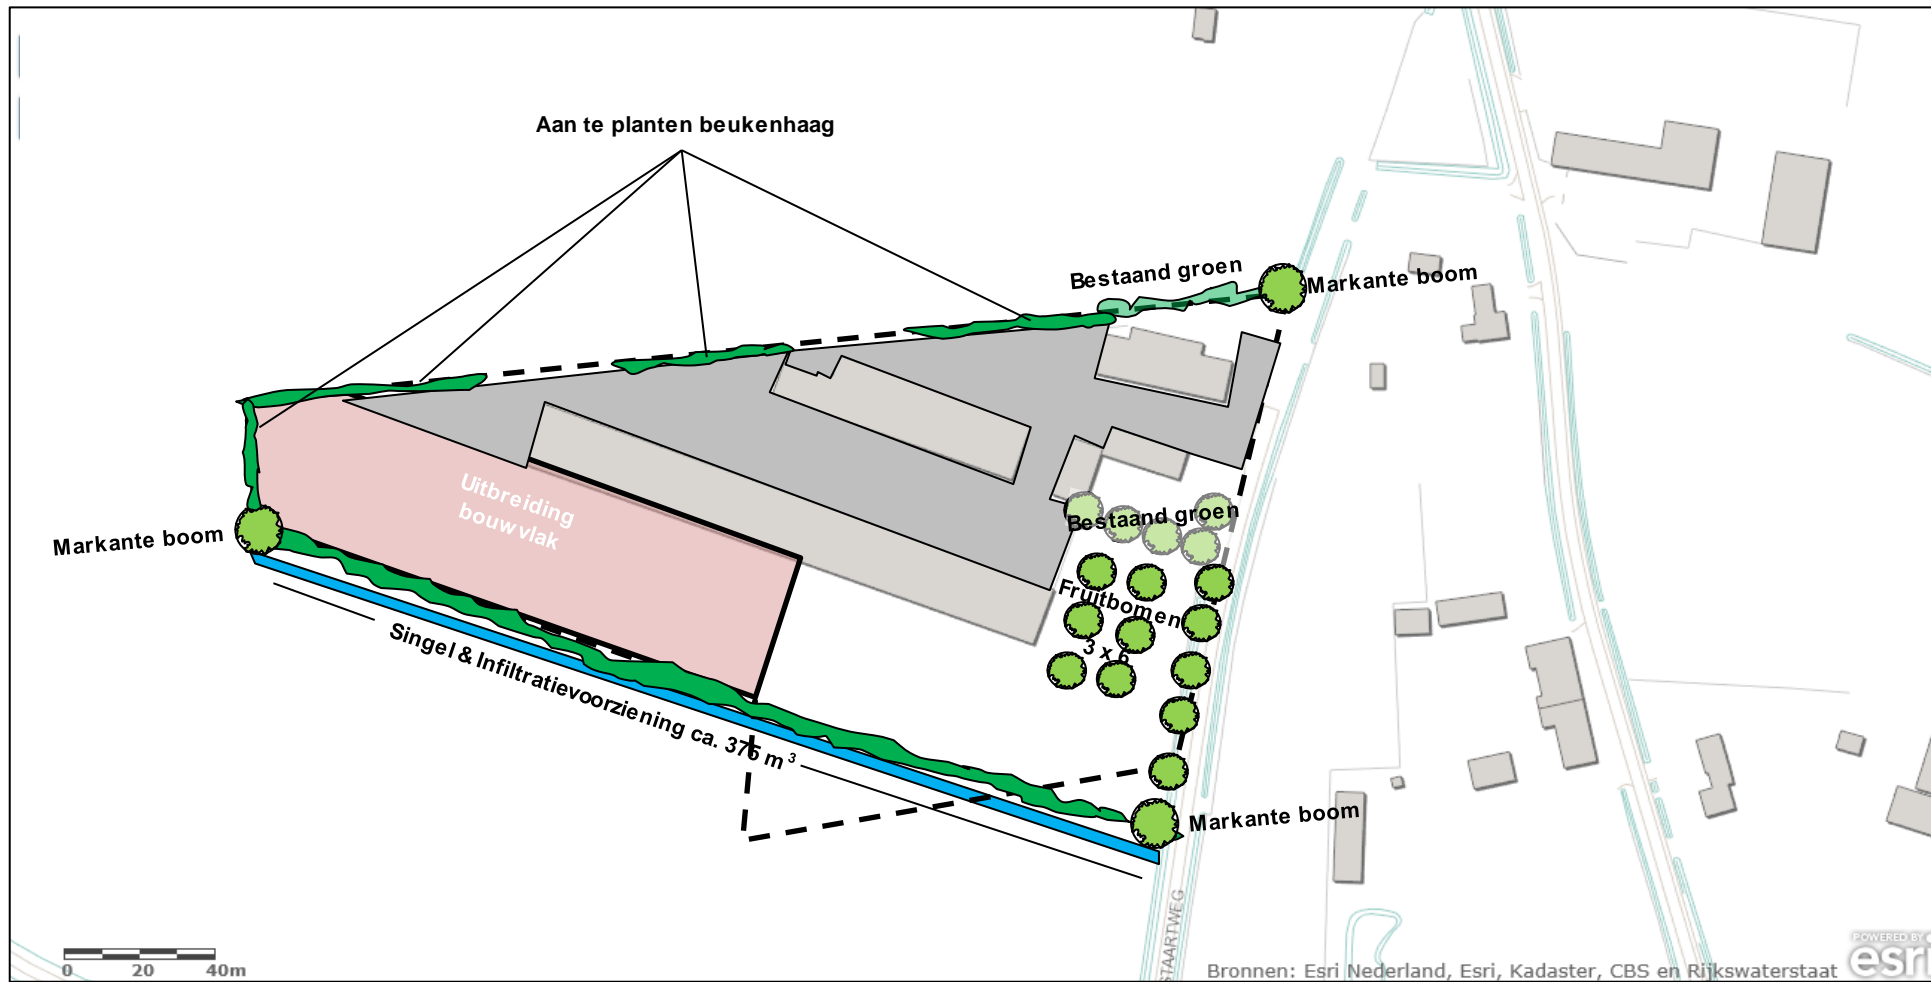 Aan te planten beukenhaag
Bestaand groen
Markante boom
Uitbreiding
bouwvlak
Bestaand groen
Markante boom
Fruitbomen
3 x 6
Singel & Infiltratievoorziening ca. 375 m³
Markante boom
STAARTWEG
0 20 40m
Bronnen: Esri Nederland, Esri, Kadaster, CBS en Rijkswaterstaat
POWERED BY
esri